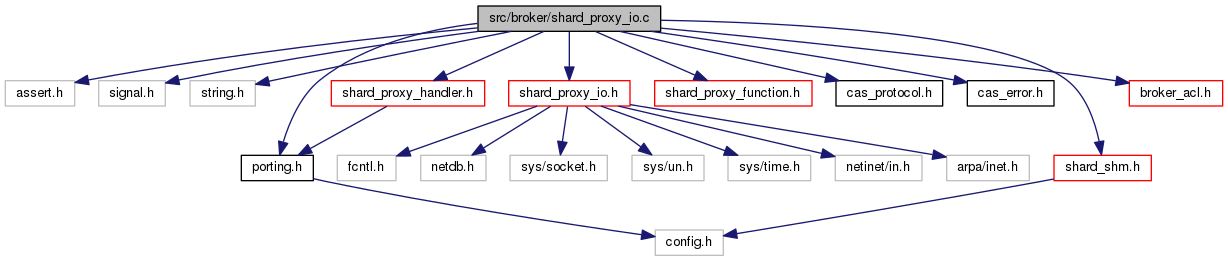 src/broker/shard_proxy_io.c
assert.h
signal.h
string.h
shard_proxy_handler.h
shard_proxy_io.h
shard_proxy_function.h
cas_protocol.h
cas_error.h
broker_acl.h
porting.h
fcntl.h
netdb.h
sys/socket.h
sys/un.h
sys/time.h
netinet/in.h
arpa/inet.h
shard_shm.h
config.h